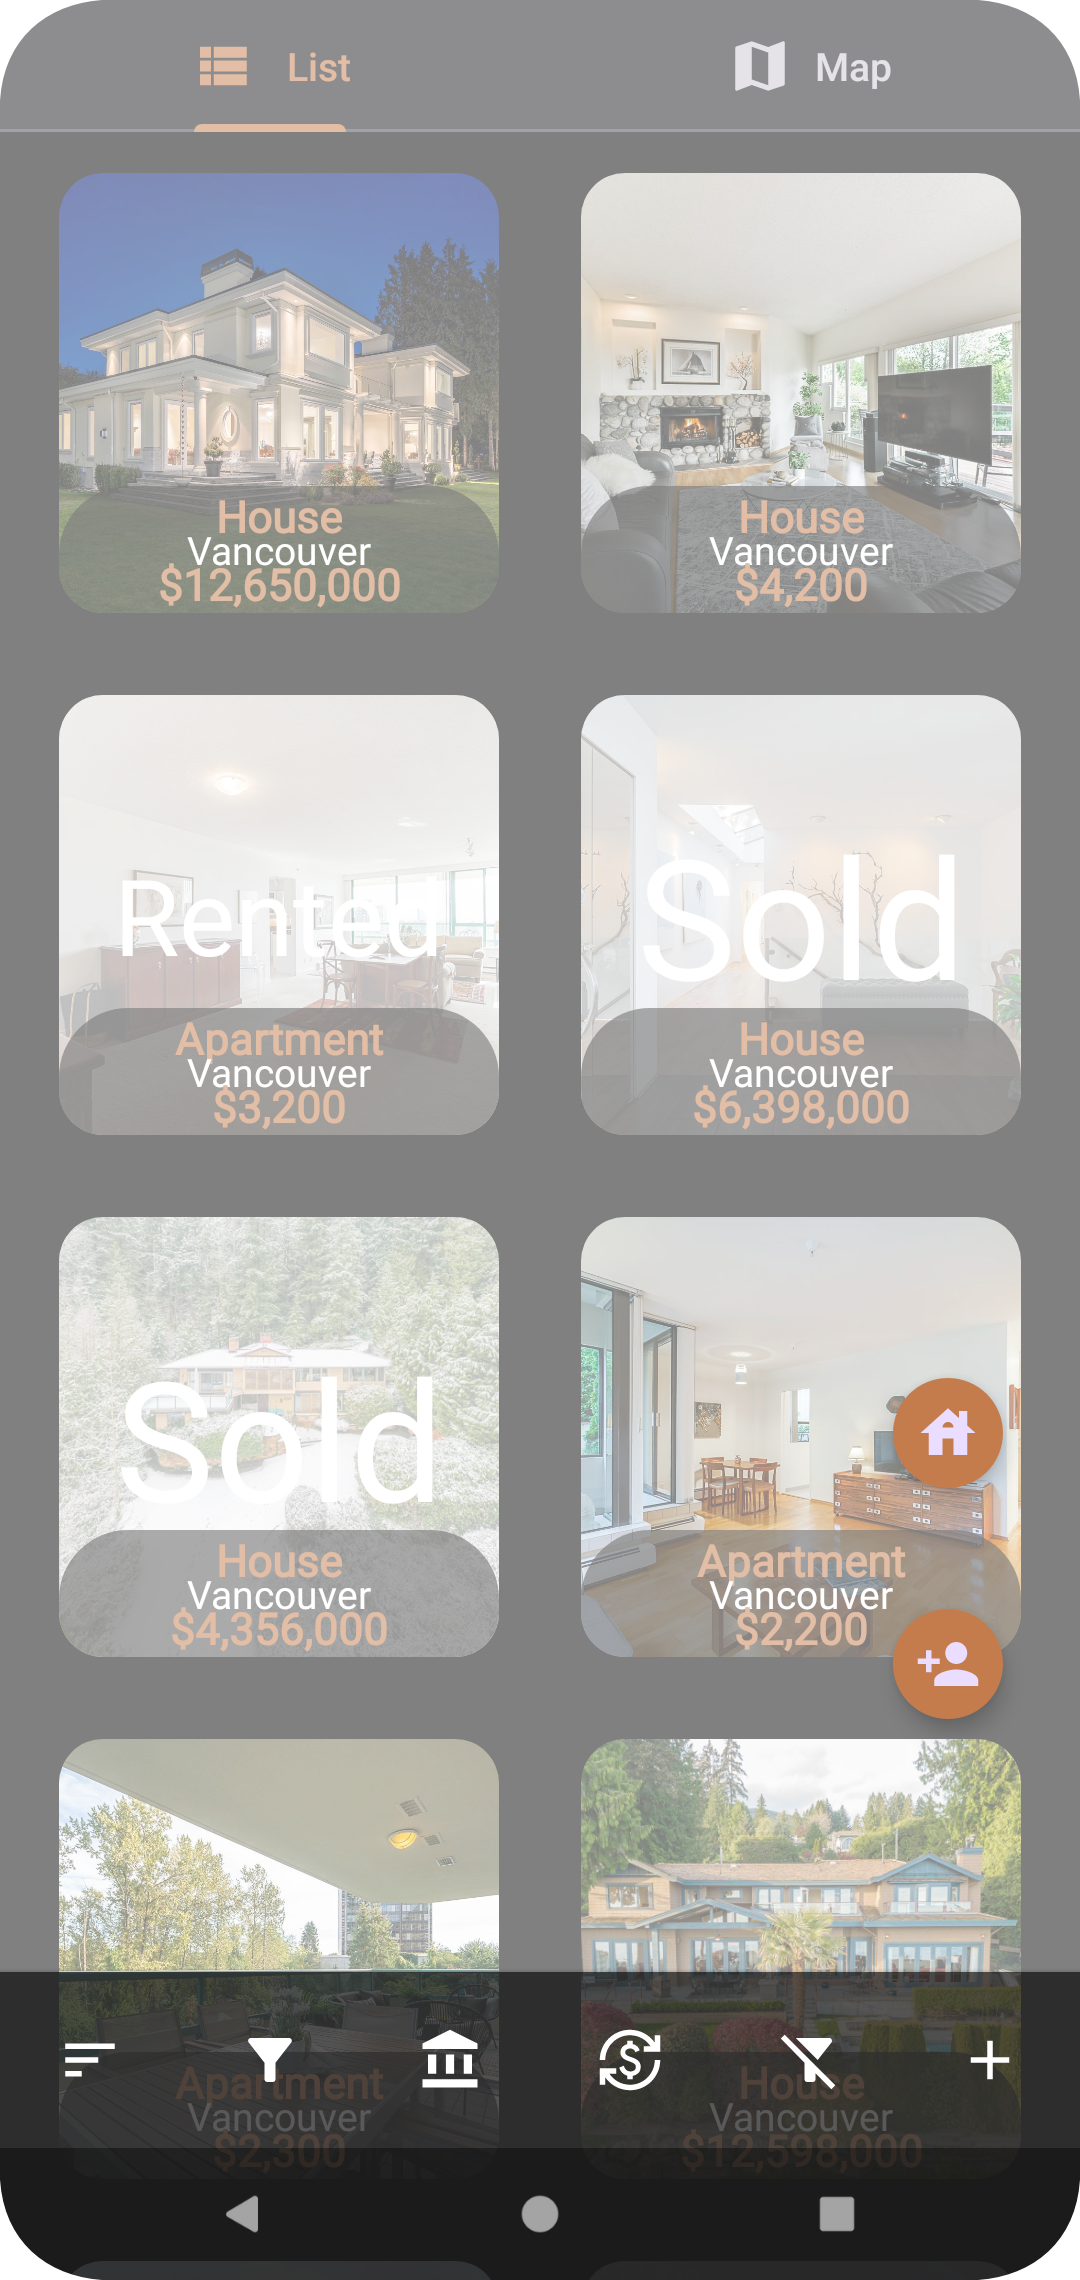 List
Map
House
Vancouver
$12,650,000
House
Vancouver
$4,200
Rented
Apartment
Vancouver
$3,200
Sold
House
Vancouver
$6,398,000
Sold
House
Vancouver
$4,356,000
Apartment
Vancouver
$2,200
Apartment
Vancouver
$2,300
House
Vancouver
$12,598,000